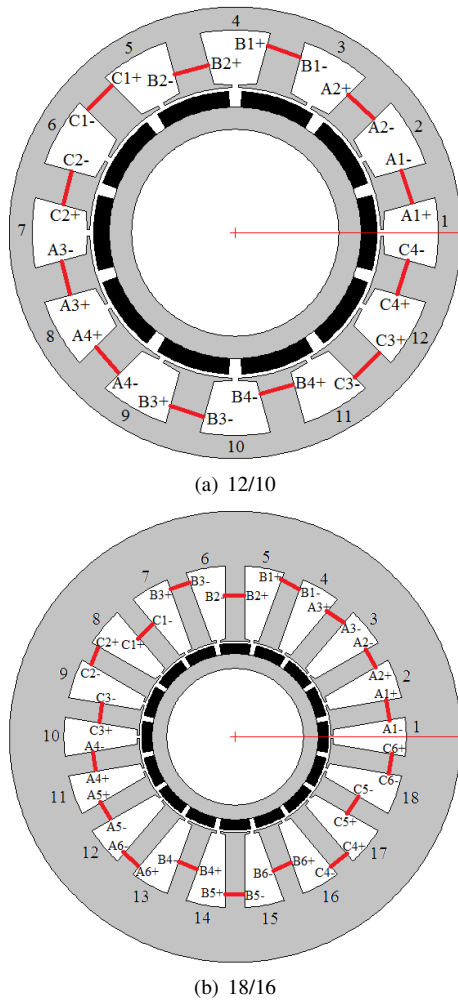 4
B1+
B2+
5
C1+
B2-
3
B1-
A2+
6
C1-
C2-
2
A2-
A1-
7
C2+
A3-
1
A1+
C4-
8
A3+
A4+
12
C4+
C3+
9
A4-
B3+
10
B4-
B3-
11
B4+
C3-
(a) 12/10
6
B3-
B2-
5
B1+
B2+
7
B3+
C1-
4
B1-
A3+
8
C2+
C1+
3
A3-
A2-
9
C2-
C3-
2
A2+
A1+
10
C3+
A4-
1
A1-
C6+
11
A4+
A5+
18
C6-
C5-
12
A5-
A6-
17
C5+
C4+
13
B4-
A6+
16
B6+
C4-
14
B4+
B5+
15
B6-
B5-
(b) 18/16